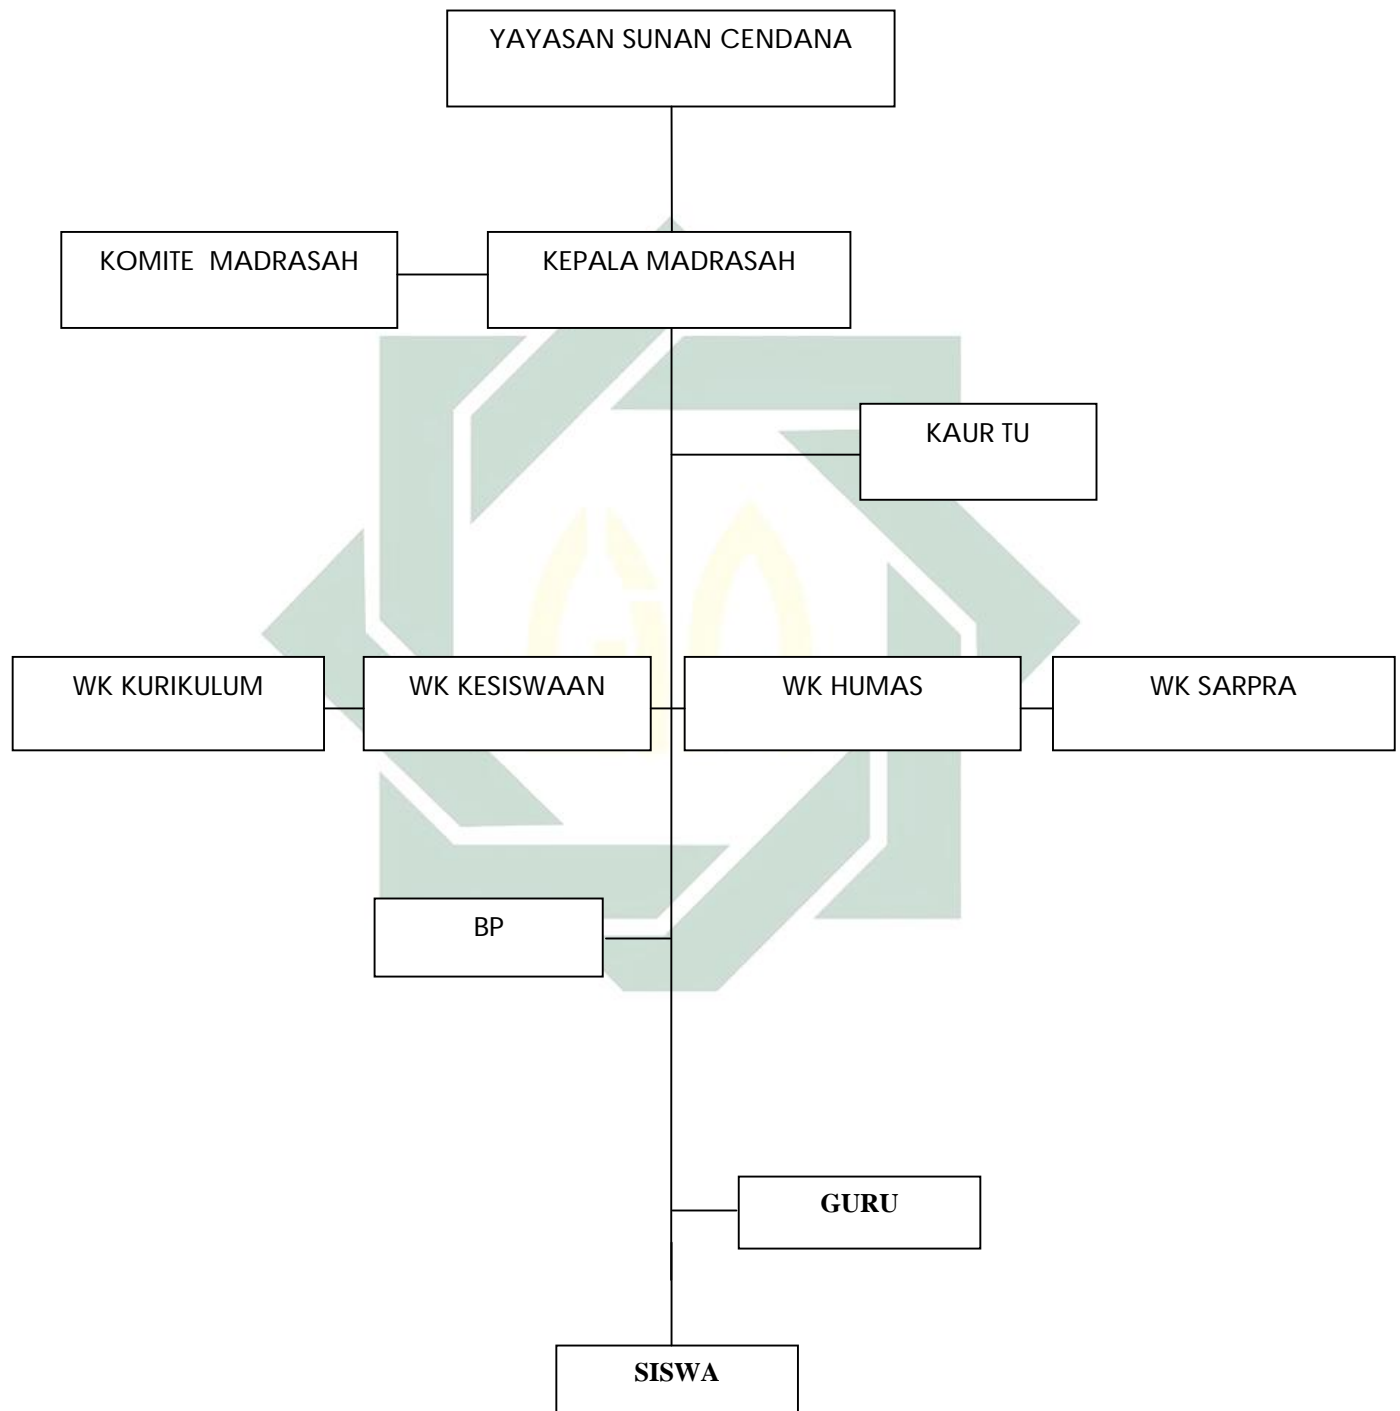 YAYASAN SUNAN CENDANA
KOMITE MADRASAH
KEPALA MADRASAH
KAUR TU
WK KURIKULUM
WK KESISWAAN
WK HUMAS
WK SARPRA
BP
GURU
SISWA